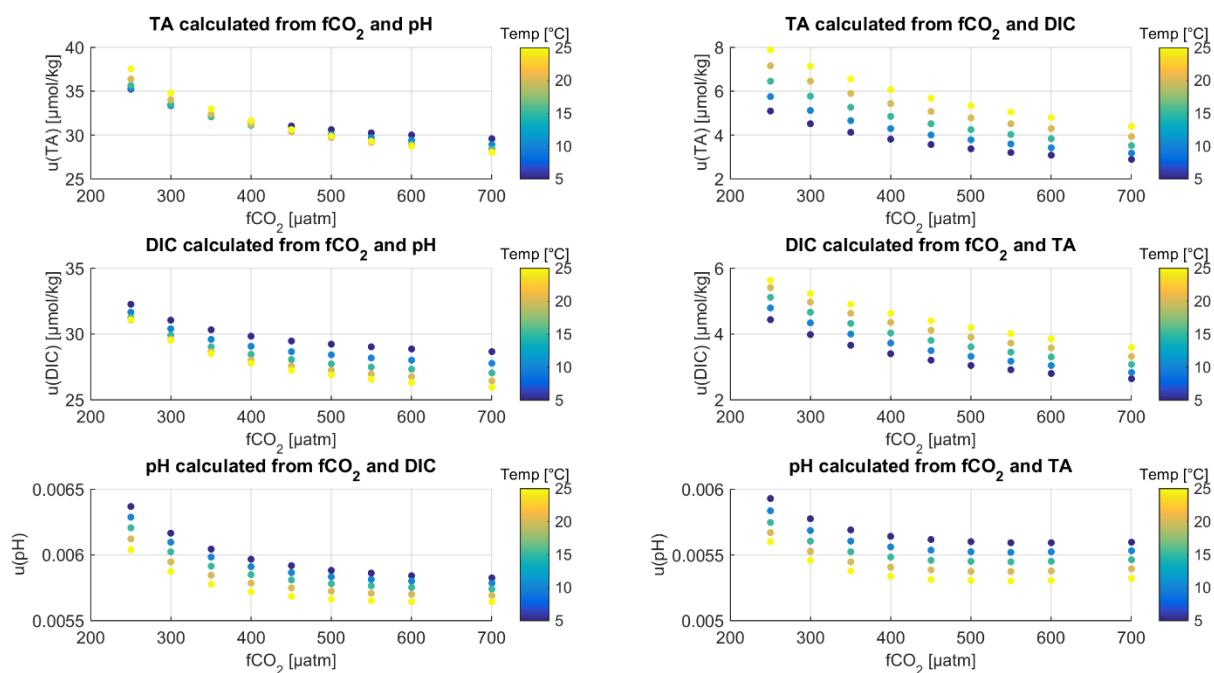 TA calculated from fCO₂ and pH
Temp [°C]
u(TA) [µmol/kg]
40
35
30
25
200 300 400 500 600 700
fCO₂ [µatm]
25
20
15
10
5
TA calculated from fCO₂ and DIC
Temp [°C]
u(TA) [µmol/kg]
8
6
4
2
200 300 400 500 600 700
fCO₂ [µatm]
25
20
15
10
5
DIC calculated from fCO₂ and pH
Temp [°C]
u(DIC) [µmol/kg]
35
30
25
200 300 400 500 600 700
fCO₂ [µatm]
25
20
15
10
5
DIC calculated from fCO₂ and TA
Temp [°C]
u(DIC) [µmol/kg]
6
4
2
200 300 400 500 600 700
fCO₂ [µatm]
25
20
15
10
5
pH calculated from fCO₂ and DIC
Temp [°C]
u(pH)
0.0065
0.006
0.0055
200 300 400 500 600 700
fCO₂ [µatm]
25
20
15
10
5
pH calculated from fCO₂ and TA
Temp [°C]
u(pH)
0.006
0.0055
0.005
200 300 400 500 600 700
fCO₂ [µatm]
25
20
15
10
5